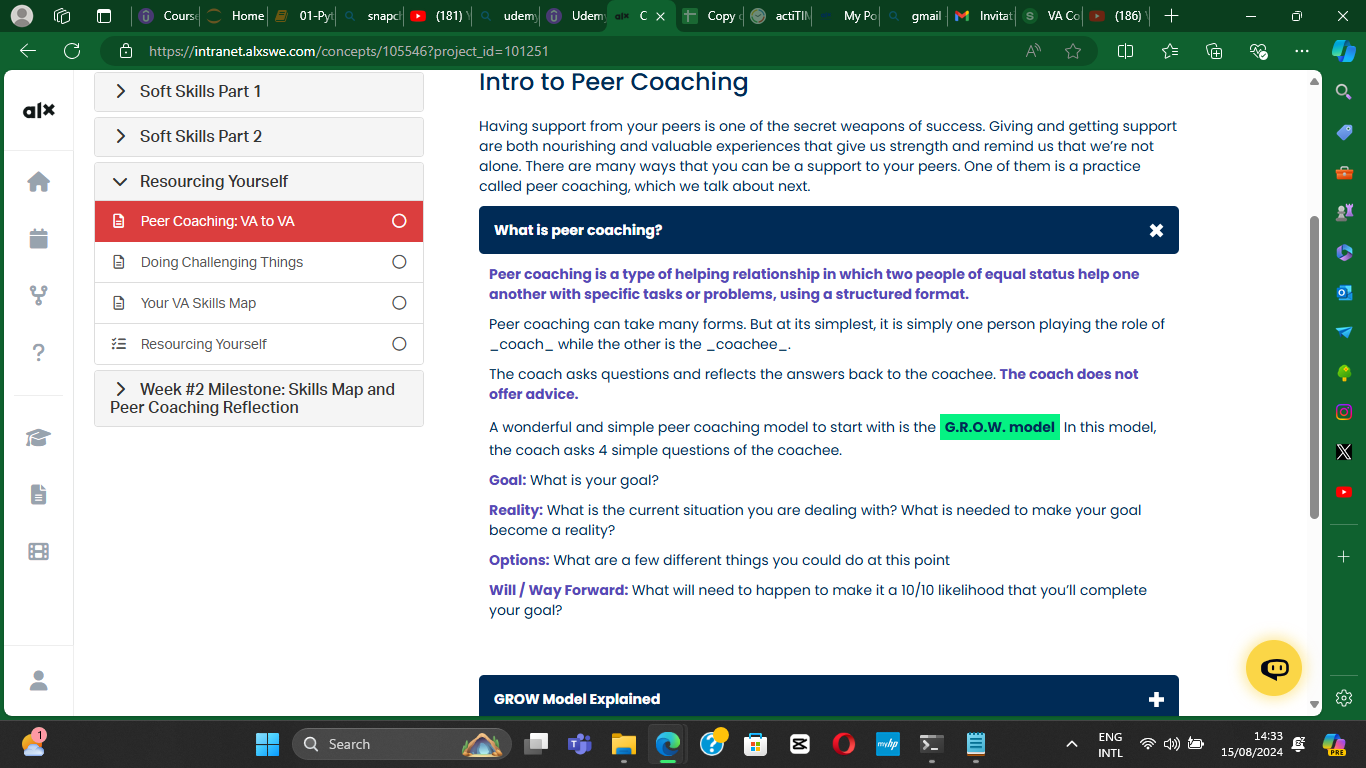 Course
Home
01-Pyt
snapch
(181)
udem
Udem
C
Copy
actiTIM
My Po
gmail
Invitat
VA Co
(186)
https://intranet.alxswe.com/concepts/105546?project_id=101251
alx
Soft Skills Part 1
Soft Skills Part 2
Resourcing Yourself
Peer Coaching: VA to VA
Doing Challenging Things
Your VA Skills Map
Resourcing Yourself
Week #2 Milestone: Skills Map and
Peer Coaching Reflection
Intro to Peer Coaching
Having support from your peers is one of the secret weapons of success. Giving and getting support
are both nourishing and valuable experiences that give us strength and remind us that we’re not
alone. There are many ways that you can be a support to your peers. One of them is a practice
called peer coaching, which we talk about next.
What is peer coaching?
Peer coaching is a type of helping relationship in which two people of equal status help one
another with specific tasks or problems, using a structured format.
Peer coaching can take many forms. But at its simplest, it is simply one person playing the role of
_coach_ while the other is the _coachee_.
The coach asks questions and reflects the answers back to the coachee. The coach does not
offer advice.
A wonderful and simple peer coaching model to start with is the G.R.O.W. model In this model,
the coach asks 4 simple questions of the coachee.
Goal: What is your goal?
Reality: What is the current situation you are dealing with? What is needed to make your goal
become a reality?
Options: What are a few different things you could do at this point
Will / Way Forward: What will need to happen to make it a 10/10 likelihood that you’ll complete
your goal?
GROW Model Explained
1
Search
myhp
ENG
INTL
14:33
15/08/2024
PRE